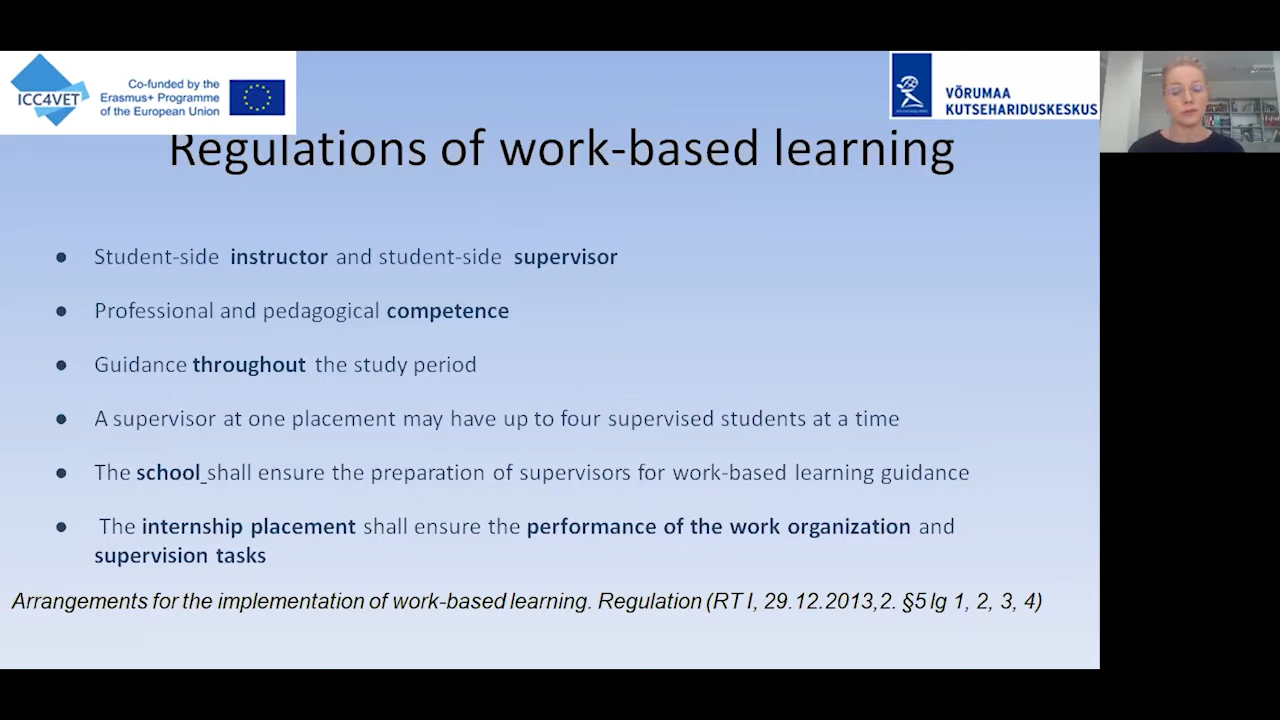 ICC4VET
Co-funded by the
Erasmus+ Programme
of the European Union
VÕRUMAA
KUTSEHARIDUSKESKUS
Regulations of work-based learning
● Student-side instructor and student-side supervisor
● Professional and pedagogical competence
● Guidance throughout the study period
● A supervisor at one placement may have up to four supervised students at a time
● The school shall ensure the preparation of supervisors for work-based learning guidance
● The internship placement shall ensure the performance of the work organization and
supervision tasks
Arrangements for the implementation of work-based learning. Regulation (RT I, 29.12.2013,2. §5 lg 1, 2, 3, 4)